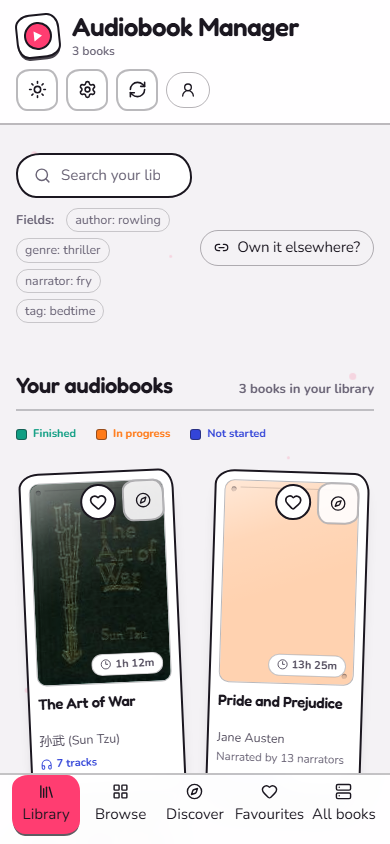 Audiobook Manager
3 books
Search your lib
Fields: author: rowling
genre: thriller
narrator: fry
tag: bedtime
Own it elsewhere?
Your audiobooks
3 books in your library
Finished In progress Not started
The
Art of
War
Sun Tzu
1h 12m
The Art of War
孙武 (Sun Tzu)
7 tracks
13h 25m
Pride and Prejudice
Jane Austen
Narrated by 13 narrators
Library Browse Discover Favourites All books